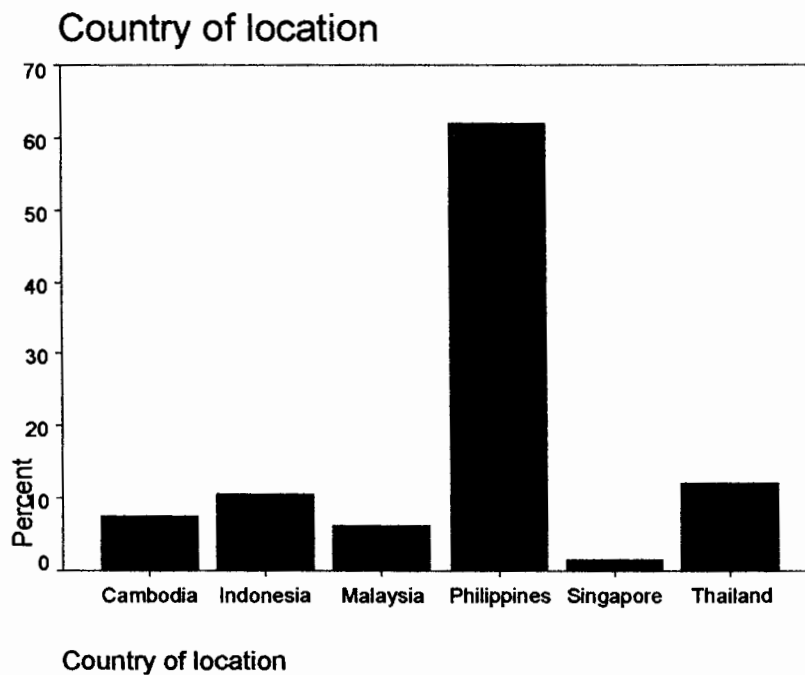 Country of location
70
60
50
40
30
20
10
0
Percent
Cambodia Indonesia Malaysia Philippines Singapore Thailand
Country of location